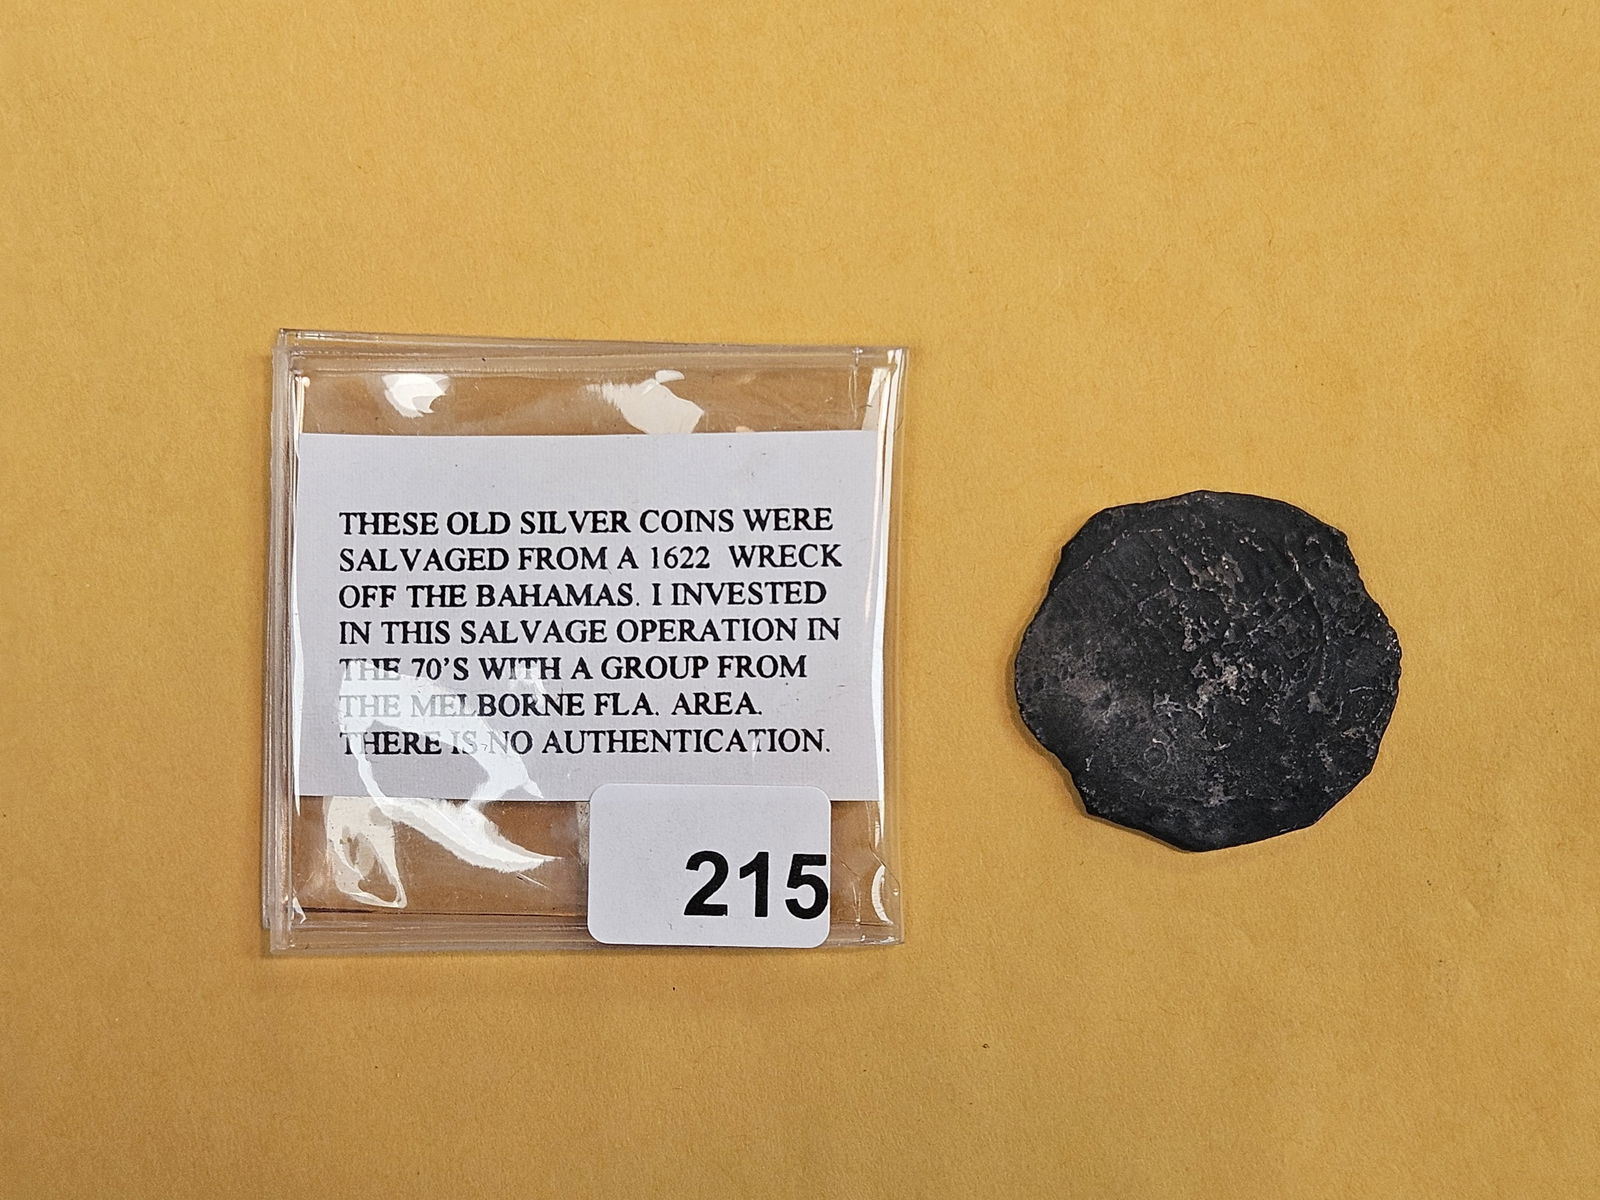 THESE OLD SILVER COINS WERE
SALVAGED FROM A 1622 WRECK
OFF THE BAHAMAS. I INVESTED
IN THIS SALVAGE OPERATION IN
THE 70'S WITH A GROUP FROM
THE MELBORNE FLA. AREA.
THERE IS NO AUTHENTICATION.
215